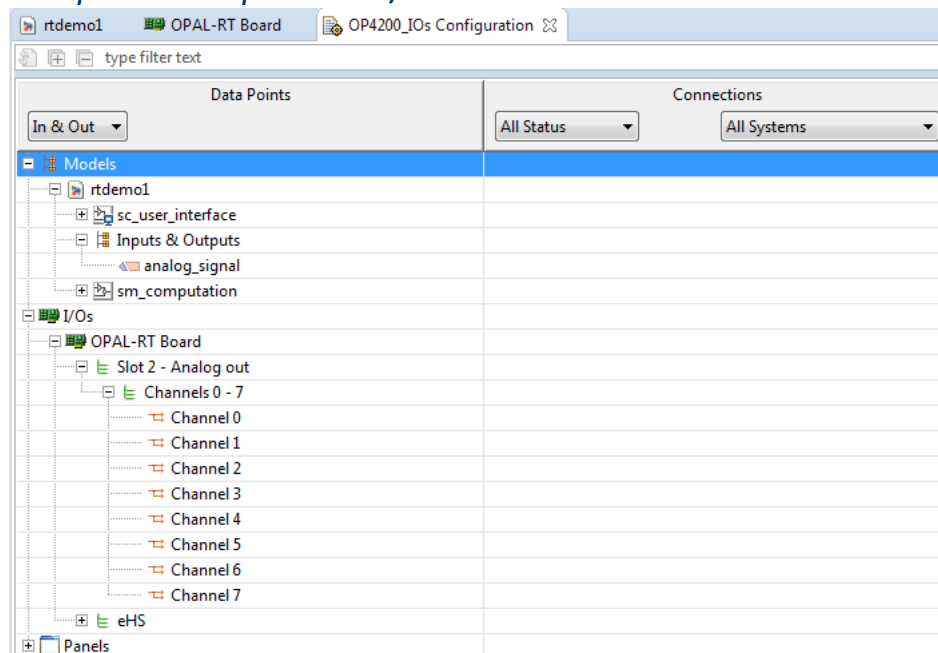 rtdemo1 OPAL-RT Board OP4200_IOs Configuration
type filter text
Data Points Connections
In & Out All Status All Systems
Models
rtdemo1
sc_user_interface
Inputs & Outputs
analog_signal
sm_computation
I/Os
OPAL-RT Board
Slot 2 - Analog out
Channels 0 - 7
Channel 0
Channel 1
Channel 2
Channel 3
Channel 4
Channel 5
Channel 6
Channel 7
eHS
Panels